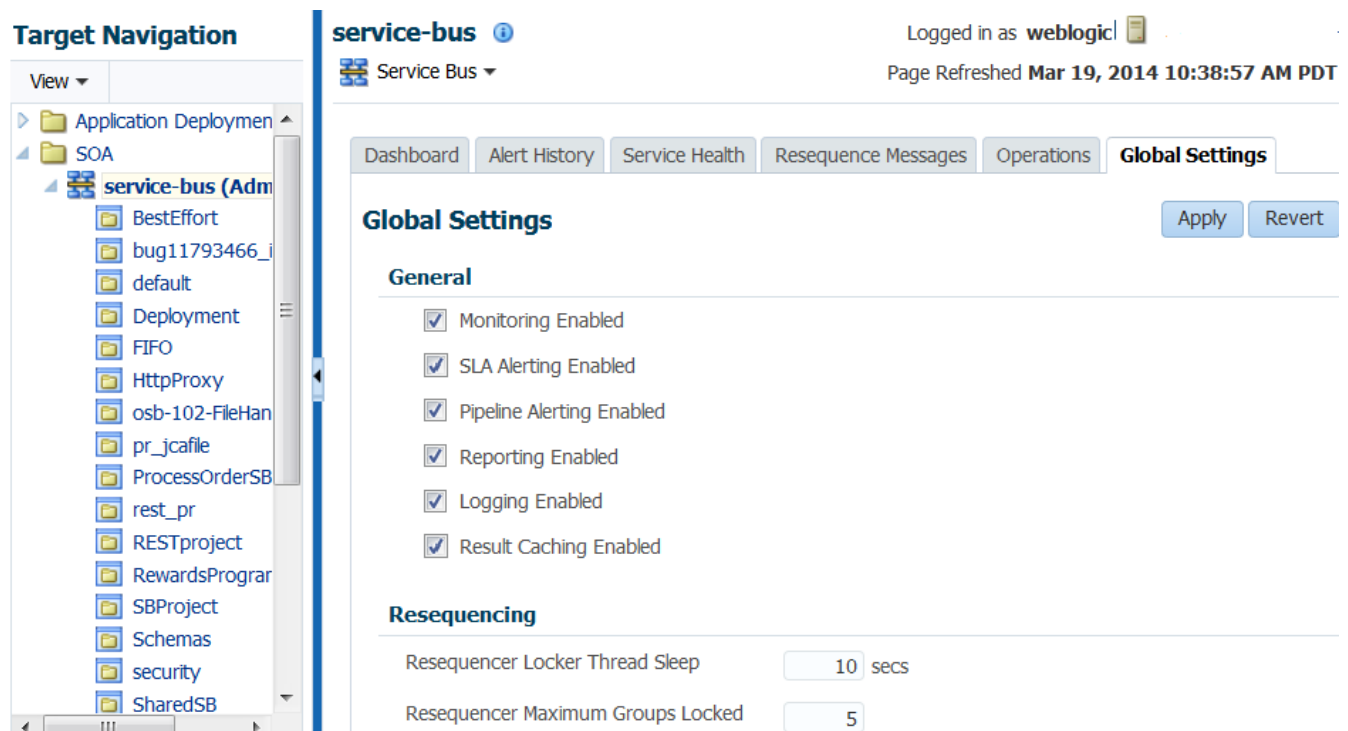 Target Navigation
View
Application Deploymen
SOA
service-bus (Adm
BestEffort
bug11793466_i
default
Deployment
FIFO
HttpProxy
osb-102-FileHan
pr_jcafile
ProcessOrderSB
rest_pr
RESTproject
RewardsPrograr
SBProject
Schemas
security
SharedSB
service-bus
Logged in as weblogic
Service Bus
Page Refreshed Mar 19, 2014 10:38:57 AM PDT
Dashboard Alert History Service Health Resequence Messages Operations Global Settings
Global Settings
Apply Revert
General
Monitoring Enabled
SLA Alerting Enabled
Pipeline Alerting Enabled
Reporting Enabled
Logging Enabled
Result Caching Enabled
Resequencing
Resequencer Locker Thread Sleep 10 secs
Resequencer Maximum Groups Locked 5